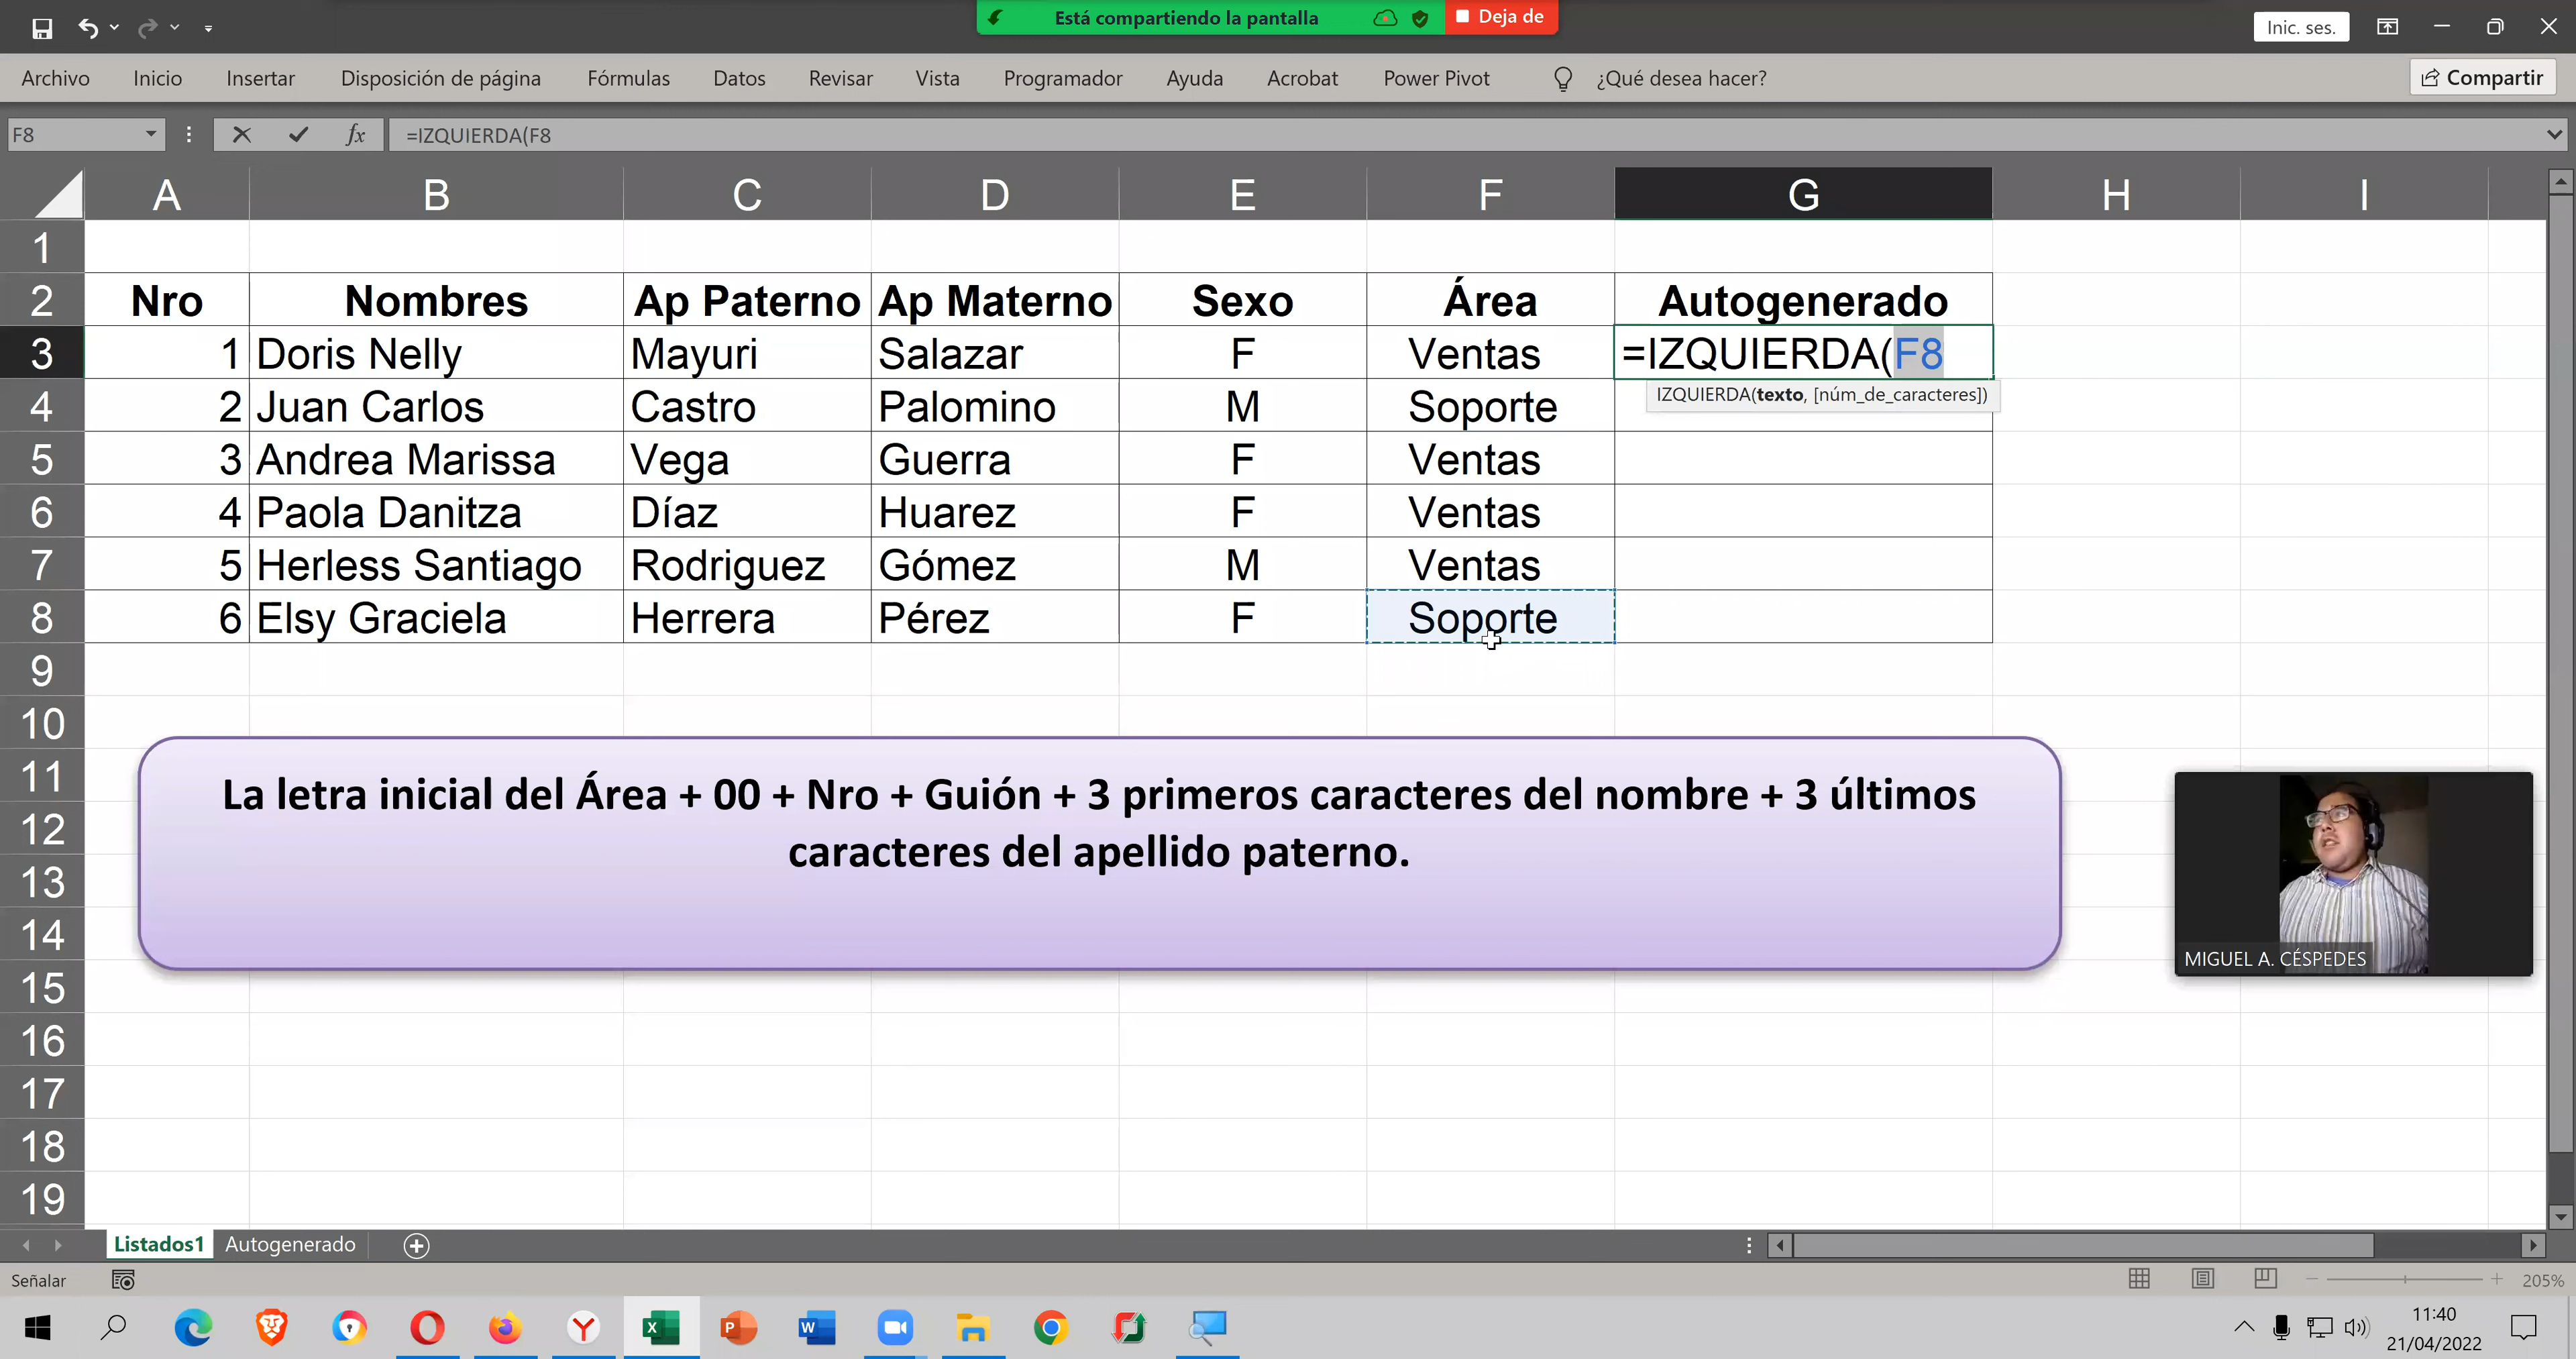 Está compartiendo la pantalla
Deja de
Inic. ses.
Archivo Inicio Insertar Disposición de página Fórmulas Datos Revisar Vista Programador Ayuda Acrobat Power Pivot ¿Qué desea hacer? Compartir
F8 fx =IZQUIERDA(F8
A B C D E F G H I
1
2 Nro Nombres Ap Paterno Ap Materno Sexo Área Autogenerado
3 1 Doris Nelly Mayuri Salazar F Ventas =IZQUIERDA(F8
IZQUIERDA(texto, [núm_de_caracteres])
4 2 Juan Carlos Castro Palomino M Soporte
5 3 Andrea Marissa Vega Guerra F Ventas
6 4 Paola Danitza Díaz Huarez F Ventas
7 5 Herless Santiago Rodriguez Gómez M Ventas
8 6 Elsy Graciela Herrera Pérez F Soporte
9
10
11
La letra inicial del Área + 00 + Nro + Guión + 3 primeros caracteres del nombre + 3 últimos
12
caracteres del apellido paterno.
13
14
MIGUEL A. CÉSPEDES
15
16
17
18
19
Listados1 Autogenerado
Señalar 205%
11:40
21/04/2022